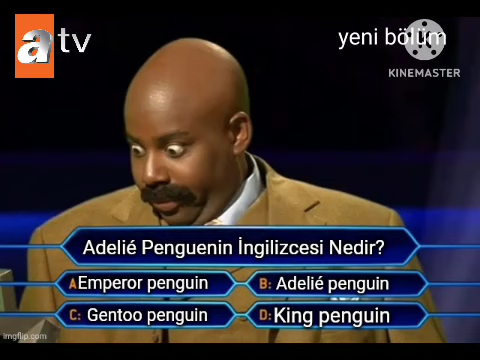 atv
yeni bölüm
KINEMASTER
Adelié Penguenin İngilizcesi Nedir?
A Emperor penguin
B: Adelié penguin
C: Gentoo penguin
D: King penguin
imgflip.com